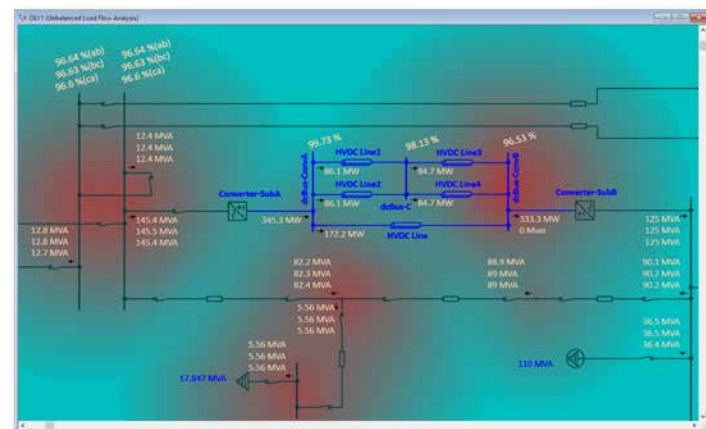 OLV1 (Unbalanced Load Flow Analysis)
96.64 %(ab)
96.63 %(bc)
96.6 %(ca)
96.64 %(ab)
96.63 %(bc)
96.6 %(ca)
12.4 MVA
12.4 MVA
12.4 MVA
99.73 %
98.13 %
96.53 %
HVDC Line1
HVDC Line3
86.1 MW
84.7 MW
dcBus-ConvA
dcBus-ConvB
Converter-SubA
Converter-SubB
HVDC Line2
HVDC Line4
86.1 MW
84.7 MW
dcBus-C
145.4 MVA
145.5 MVA
145.4 MVA
345.3 MW
172.2 MW
HVDC Line
333.3 MW
0 Mvar
125 MVA
125 MVA
125 MVA
12.8 MVA
12.8 MVA
12.7 MVA
82.2 MVA
82.3 MVA
82.4 MVA
88.9 MVA
89 MVA
89 MVA
90.1 MVA
90.2 MVA
90.2 MVA
5.56 MVA
5.56 MVA
5.56 MVA
36.5 MVA
36.5 MVA
36.4 MVA
5.56 MVA
5.56 MVA
5.56 MVA
17.947 MVA
110 MVA